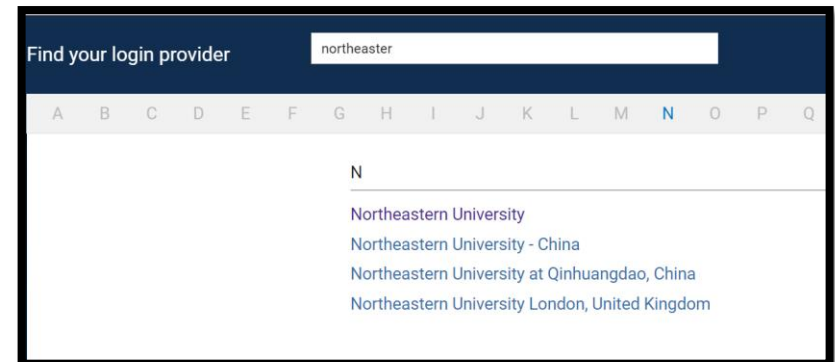 Find your login provider northeaster
A B C D E F G H I J K L M N O P Q
N
Northeastern University
Northeastern University - China
Northeastern University at Qinhuangdao, China
Northeastern University London, United Kingdom